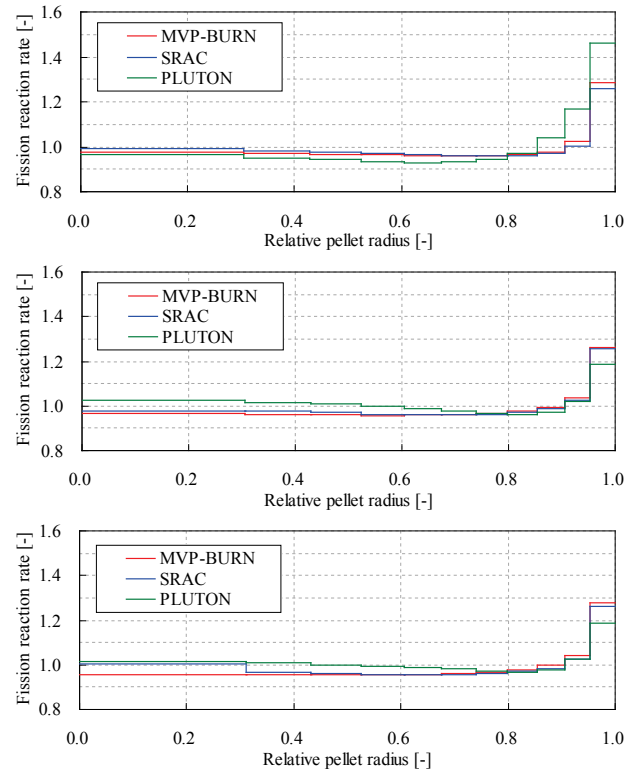 Fission reaction rate [-]
1.6
1.4
1.2
1.0
0.8
MVP-BURN
SRAC
PLUTON
0.0 0.2 0.4 0.6 0.8 1.0
Relative pellet radius [-]
Fission reaction rate [-]
1.6
1.4
1.2
1.0
0.8
MVP-BURN
SRAC
PLUTON
0.0 0.2 0.4 0.6 0.8 1.0
Relative pellet radius [-]
Fission reaction rate [-]
1.6
1.4
1.2
1.0
0.8
MVP-BURN
SRAC
PLUTON
0.0 0.2 0.4 0.6 0.8 1.0
Relative pellet radius [-]